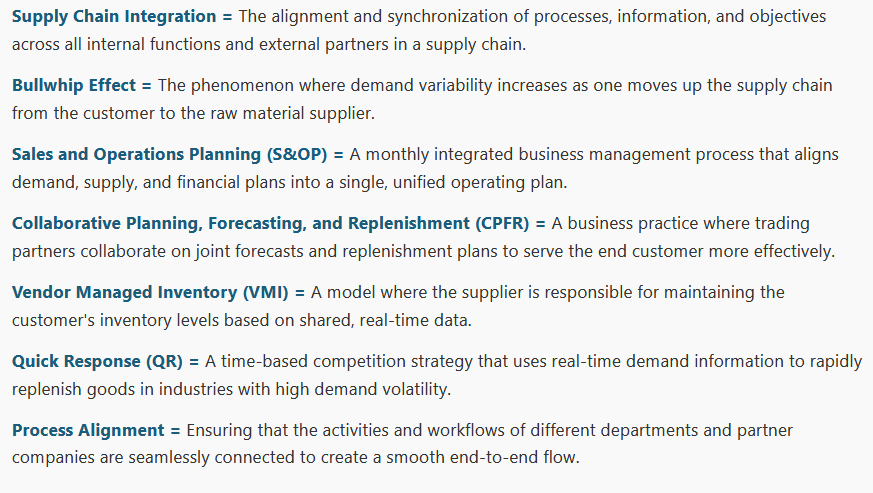 Supply Chain Integration = The alignment and synchronization of processes, information, and objectives
across all internal functions and external partners in a supply chain.
Bullwhip Effect = The phenomenon where demand variability increases as one moves up the supply chain
from the customer to the raw material supplier.
Sales and Operations Planning (S&OP) = A monthly integrated business management process that aligns
demand, supply, and financial plans into a single, unified operating plan.
Collaborative Planning, Forecasting, and Replenishment (CPFR) = A business practice where trading
partners collaborate on joint forecasts and replenishment plans to serve the end customer more effectively.
Vendor Managed Inventory (VMI) = A model where the supplier is responsible for maintaining the
customer's inventory levels based on shared, real-time data.
Quick Response (QR) = A time-based competition strategy that uses real-time demand information to rapidly
replenish goods in industries with high demand volatility.
Process Alignment = Ensuring that the activities and workflows of different departments and partner
companies are seamlessly connected to create a smooth end-to-end flow.